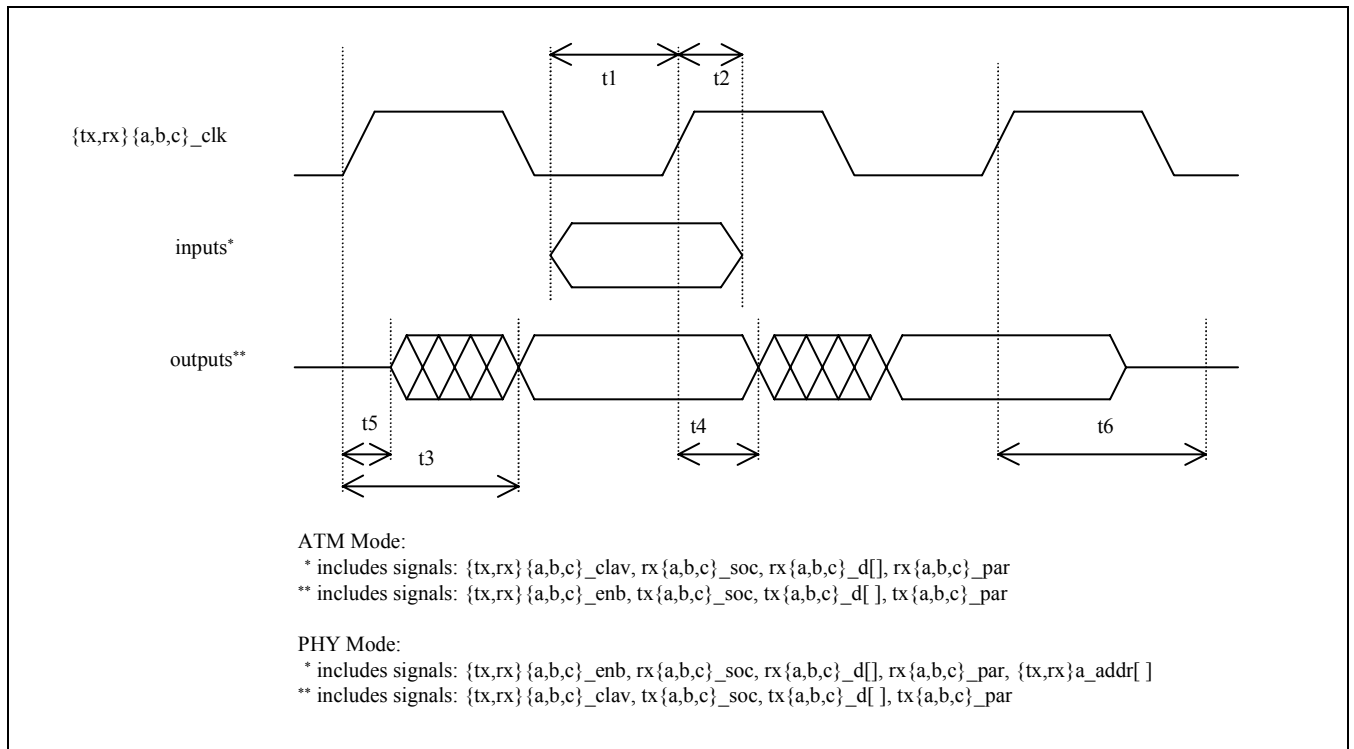 t1 t2
{tx,rx}{a,b,c}_clk
inputs*
outputs**
t5 t4 t6
t3
ATM Mode:
* includes signals: {tx,rx}{a,b,c}_clav, rx{a,b,c}_soc, rx{a,b,c}_d[], rx{a,b,c}_par
** includes signals: {tx,rx}{a,b,c}_enb, tx{a,b,c}_soc, tx{a,b,c}_d[ ], tx{a,b,c}_par
PHY Mode:
* includes signals: {tx,rx}{a,b,c}_enb, rx{a,b,c}_soc, rx{a,b,c}_d[], rx{a,b,c}_par, {tx,rx}a_addr[ ]
** includes signals: {tx,rx}{a,b,c}_clav, tx{a,b,c}_soc, tx{a,b,c}_d[ ], tx{a,b,c}_par